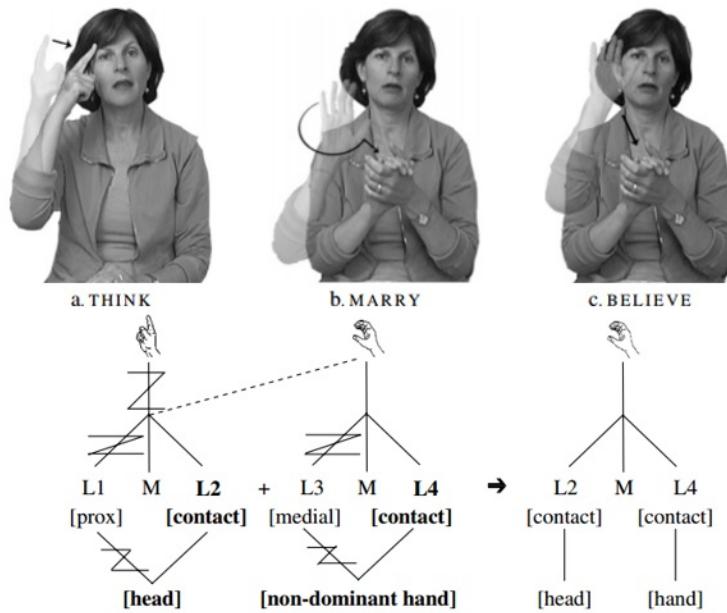 a. THINK b. MARRY c. BELIEVE
L1 M L2 + L3 M L4 → L2 M L4
[prox] [contact] [medial] [contact] [contact] [contact]
[head] [non-dominant hand] [head] [hand]